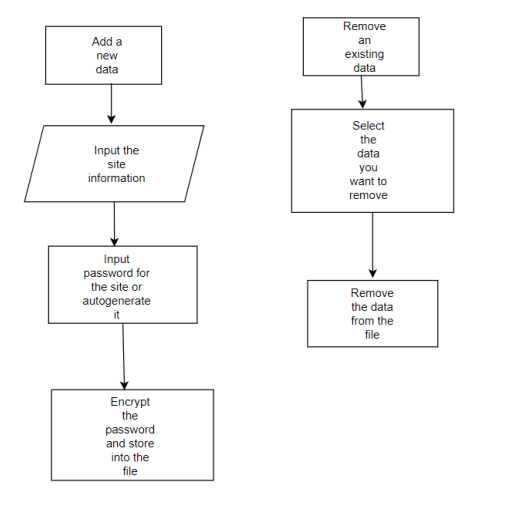 Add a
new
data
Input the
site
information
Input
password for
the site or
autogenerate
it
Encrypt
the
password
and store
into the
file
Remove
an
existing
data
Select
the
data
you
want to
remove
Remove
the data
from the
file